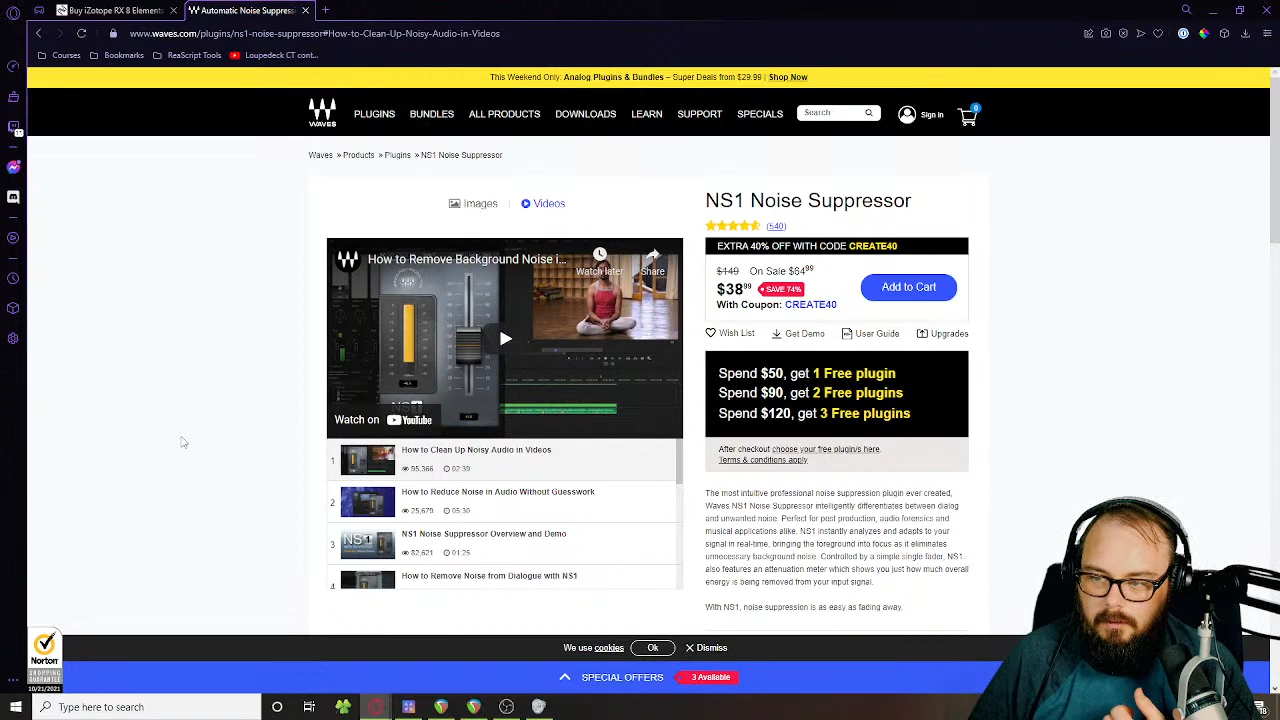 Buy iZotope RX 8 Elements
Automatic Noise Suppress
www.waves.com/plugins/ns1-noise-suppressor#How-to-Clean-Up-Noisy-Audio-in-Videos
Courses
Bookmarks
ReaScript Tools
Loupedeck CT cont...
This Weekend Only: Analog Plugins & Bundles – Super Deals from $29.99 | Shop Now
WAVES
PLUGINS
BUNDLES
ALL PRODUCTS
DOWNLOADS
LEARN
SUPPORT
SPECIALS
Search
Sign in
0
Waves » Products » Plugins » NS1 Noise Suppressor
Images
Videos
NS1 Noise Suppressor
(540)
EXTRA 40% OFF WITH CODE CREATE40
$149 On Sale $64.99
$38.99 SAVE 74%
With Coupon: CREATE40
Add to Cart
Wish List
Get Demo
User Guide
Upgrades
How to Remove Background Noise i...
Watch later
Share
Watch on YouTube
Spend $50, get 1 Free plugin
Spend $90, get 2 Free plugins
Spend $120, get 3 Free plugins
After checkout choose your free plugin/s here.
Terms & conditions apply
1
How to Clean Up Noisy Audio in Videos
95,366
02:39
2
How to Reduce Noise in Audio Without Guesswork
25,679
05:30
3
NS1 Noise Suppressor Overview and Demo
82,621
01:25
4
How to Remove Noise from Dialogue with NS1
The most intuitive professional noise suppression plugin ever created,
Waves NS1 Noise Suppressor intelligently differentiates between dialog
and unwanted noise. Perfect for post production, audio forensics and
musical applications alike, NS1 instantly analyzes and adapts to your
signal in real-time, bringing the foreground into focus as it eliminates
unnecessary background noise. Controlled by a simple single fader, NS1
also features an attenuation meter which shows you just how much overall
energy is being removed from your input signal.
With NS1, noise suppression is as easy as fading away.
We use cookies
Ok
Dismiss
SPECIAL OFFERS
3 Available
Norton
SHOPPING
GUARANTEE
10/21/2021
Type here to search